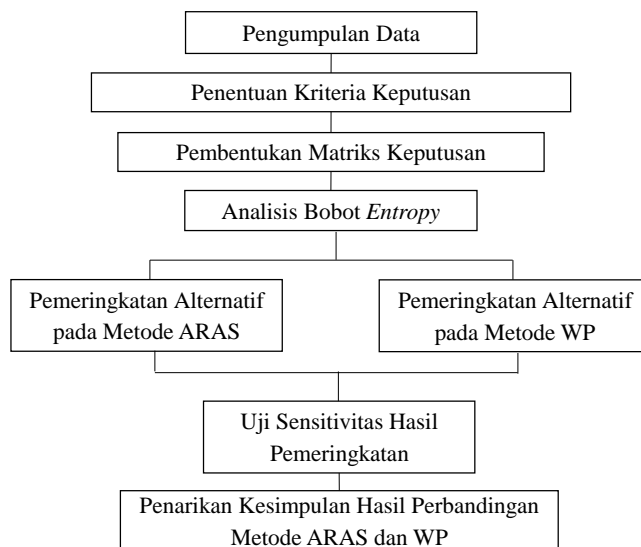 Pengumpulan Data
Penentuan Kriteria Keputusan
Pembentukan Matriks Keputusan
Analisis Bobot Entropy
Pemeringkatan Alternatif
pada Metode ARAS
Pemeringkatan Alternatif
pada Metode WP
Uji Sensitivitas Hasil
Pemeringkatan
Penarikan Kesimpulan Hasil Perbandingan
Metode ARAS dan WP